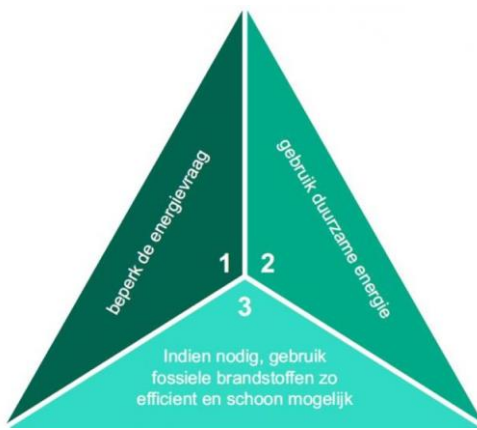 1
beperk de energievraag
2
gebruik duurzame energie
3
Indien nodig, gebruik
fossiele brandstoffen zo
efficient en schoon mogelijk